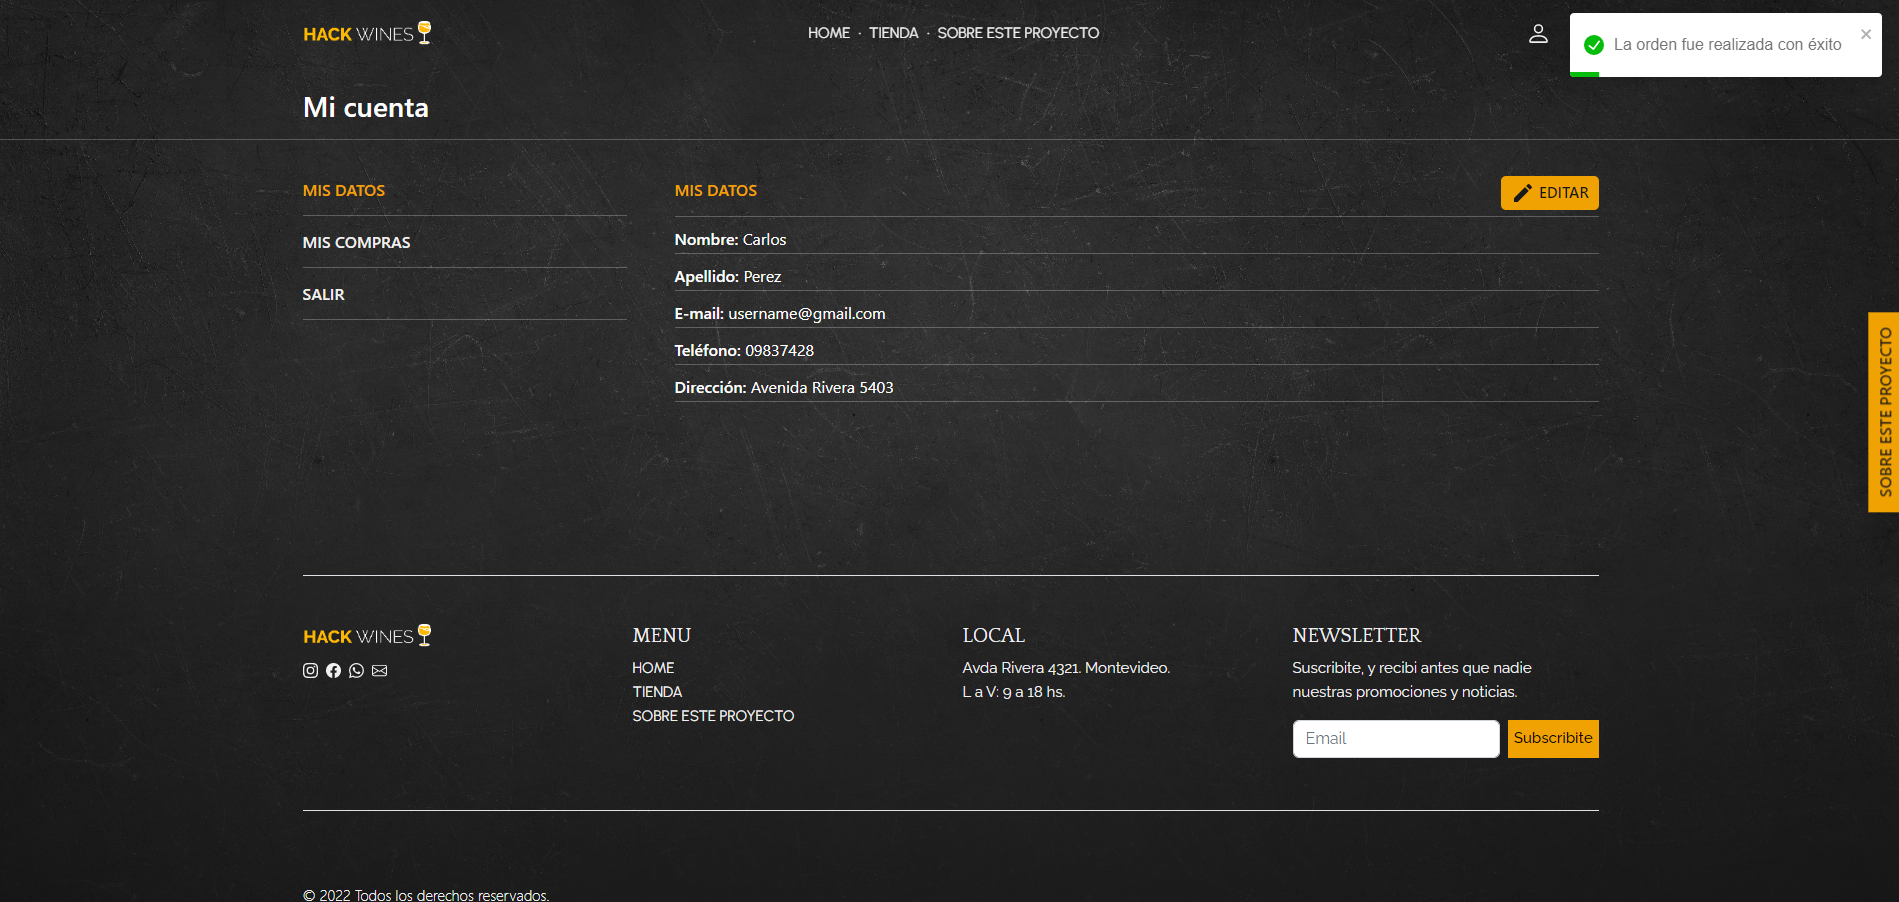 HACK WINES
HOME · TIENDA · SOBRE ESTE PROYECTO
La orden fue realizada con éxito
Mi cuenta
MIS DATOS
MIS COMPRAS
SALIR
MIS DATOS
EDITAR
Nombre: Carlos
Apellido: Perez
E-mail: username@gmail.com
Teléfono: 09837428
Dirección: Avenida Rivera 5403
SOBRE ESTE PROYECTO
HACK WINES
MENU
HOME
TIENDA
SOBRE ESTE PROYECTO
LOCAL
Avda Rivera 4321. Montevideo.
L a V: 9 a 18 hs.
NEWSLETTER
Suscribite, y recibi antes que nadie
nuestras promociones y noticias.
Email
Subscribite
© 2022 Todos los derechos reservados.